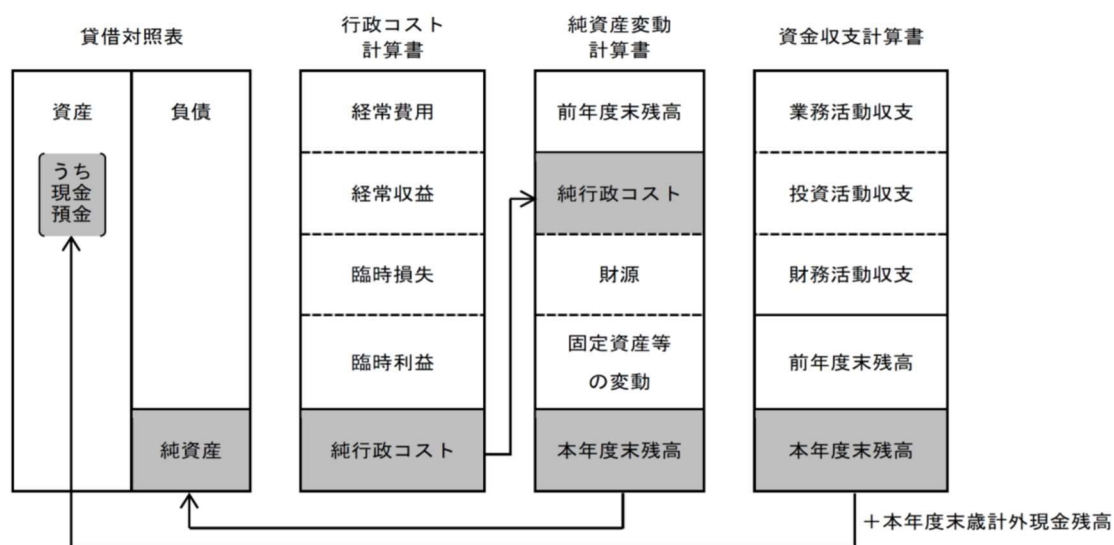 貸借対照表
資産
負債
うち
現金
預金
純資産
行政コスト
計算書
経常費用
経常収益
臨時損失
臨時利益
純行政コスト
純資産変動
計算書
前年度末残高
純行政コスト
財源
固定資産等
の変動
本年度末残高
資金収支計算書
業務活動収支
投資活動収支
財務活動収支
前年度末残高
本年度末残高
＋本年度末歳計外現金残高